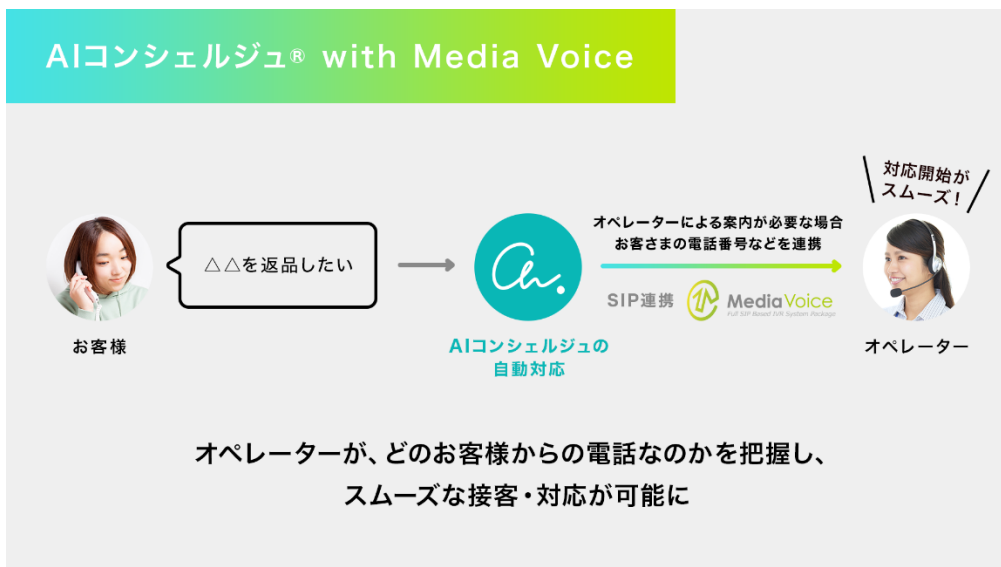 AIコンシェルジュ® with Media Voice
対応開始が
スムーズ!
オペレーターによる案内が必要な場合
お客さまの電話番号などを連携
△△を返品したい
SIP連携 MediaVoice
Full SIP Based IVR System Package
お客様
AIコンシェルジュの
自動対応
オペレーター
オペレーターが、どのお客様からの電話なのかを把握し、
スムーズな接客・対応が可能に